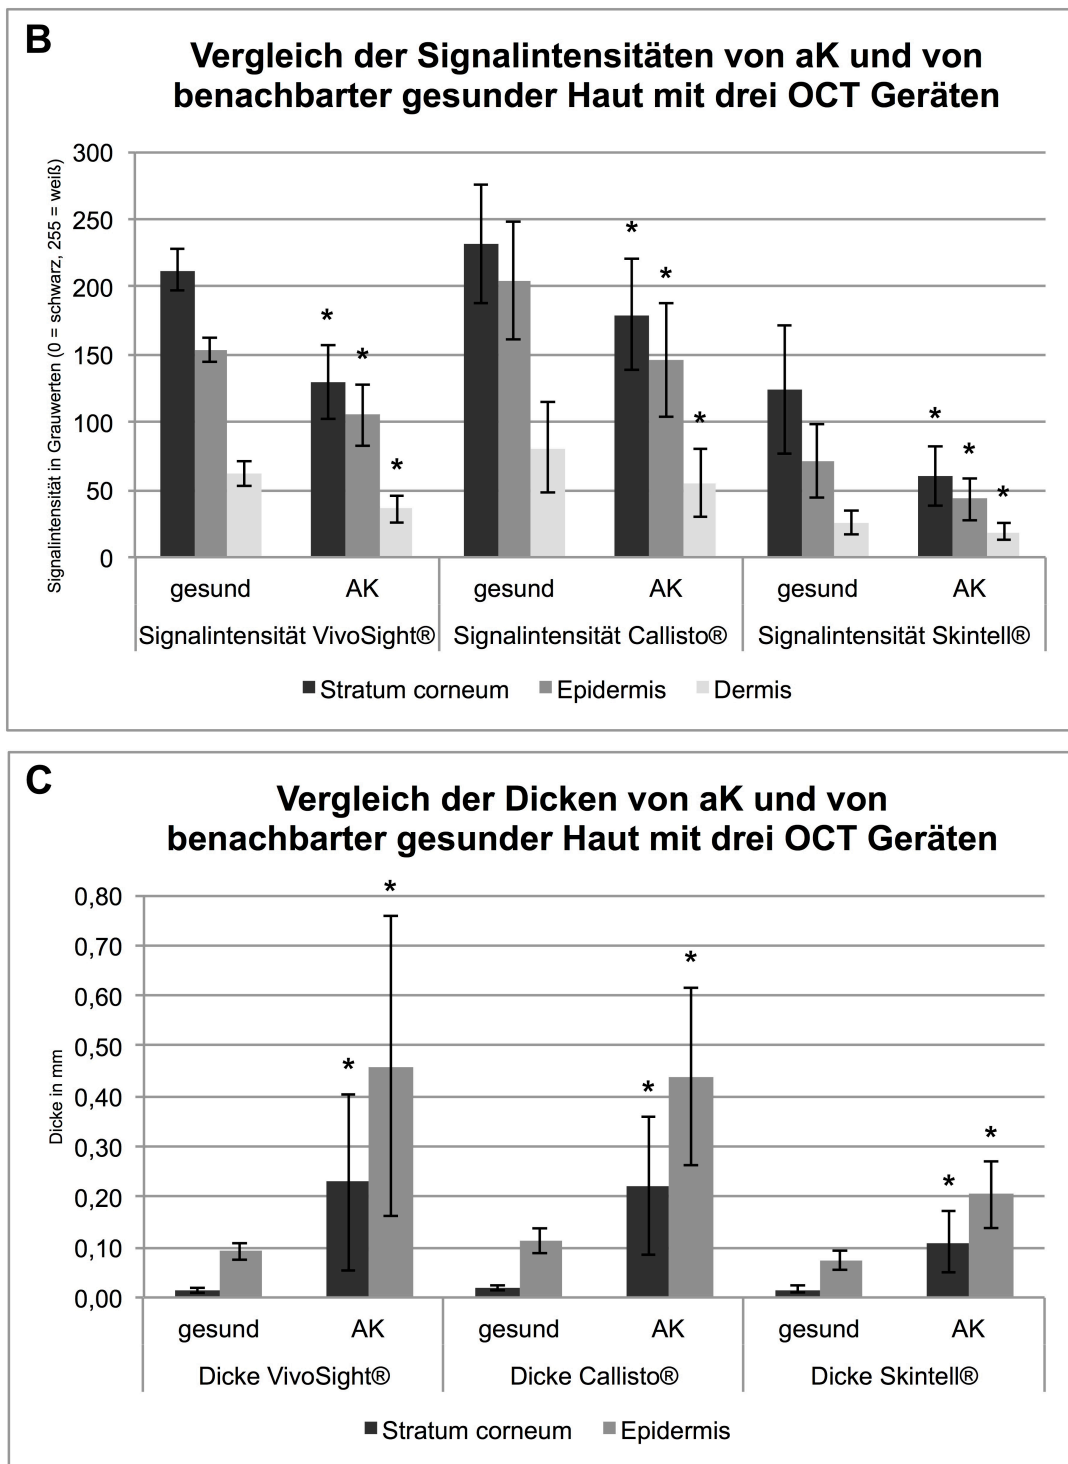 B
Vergleich der Signalintensitäten von aK und von
benachbarter gesunder Haut mit drei OCT Geräten
Signalintensität in Grauwerten (0 = schwarz, 255 = weiß)
300
250
200
150
100
50
0
* * * * * * * * *
gesund AK gesund AK gesund AK
Signalintensität VivoSight® Signalintensität Callisto® Signalintensität Skintell®
Stratum corneum Epidermis Dermis
C
Vergleich der Dicken von aK und von
benachbarter gesunder Haut mit drei OCT Geräten
Dicke in mm
0,80
0,70
0,60
0,50
0,40
0,30
0,20
0,10
0,00
* * * * * *
gesund AK gesund AK gesund AK
Dicke VivoSight® Dicke Callisto® Dicke Skintell®
Stratum corneum Epidermis